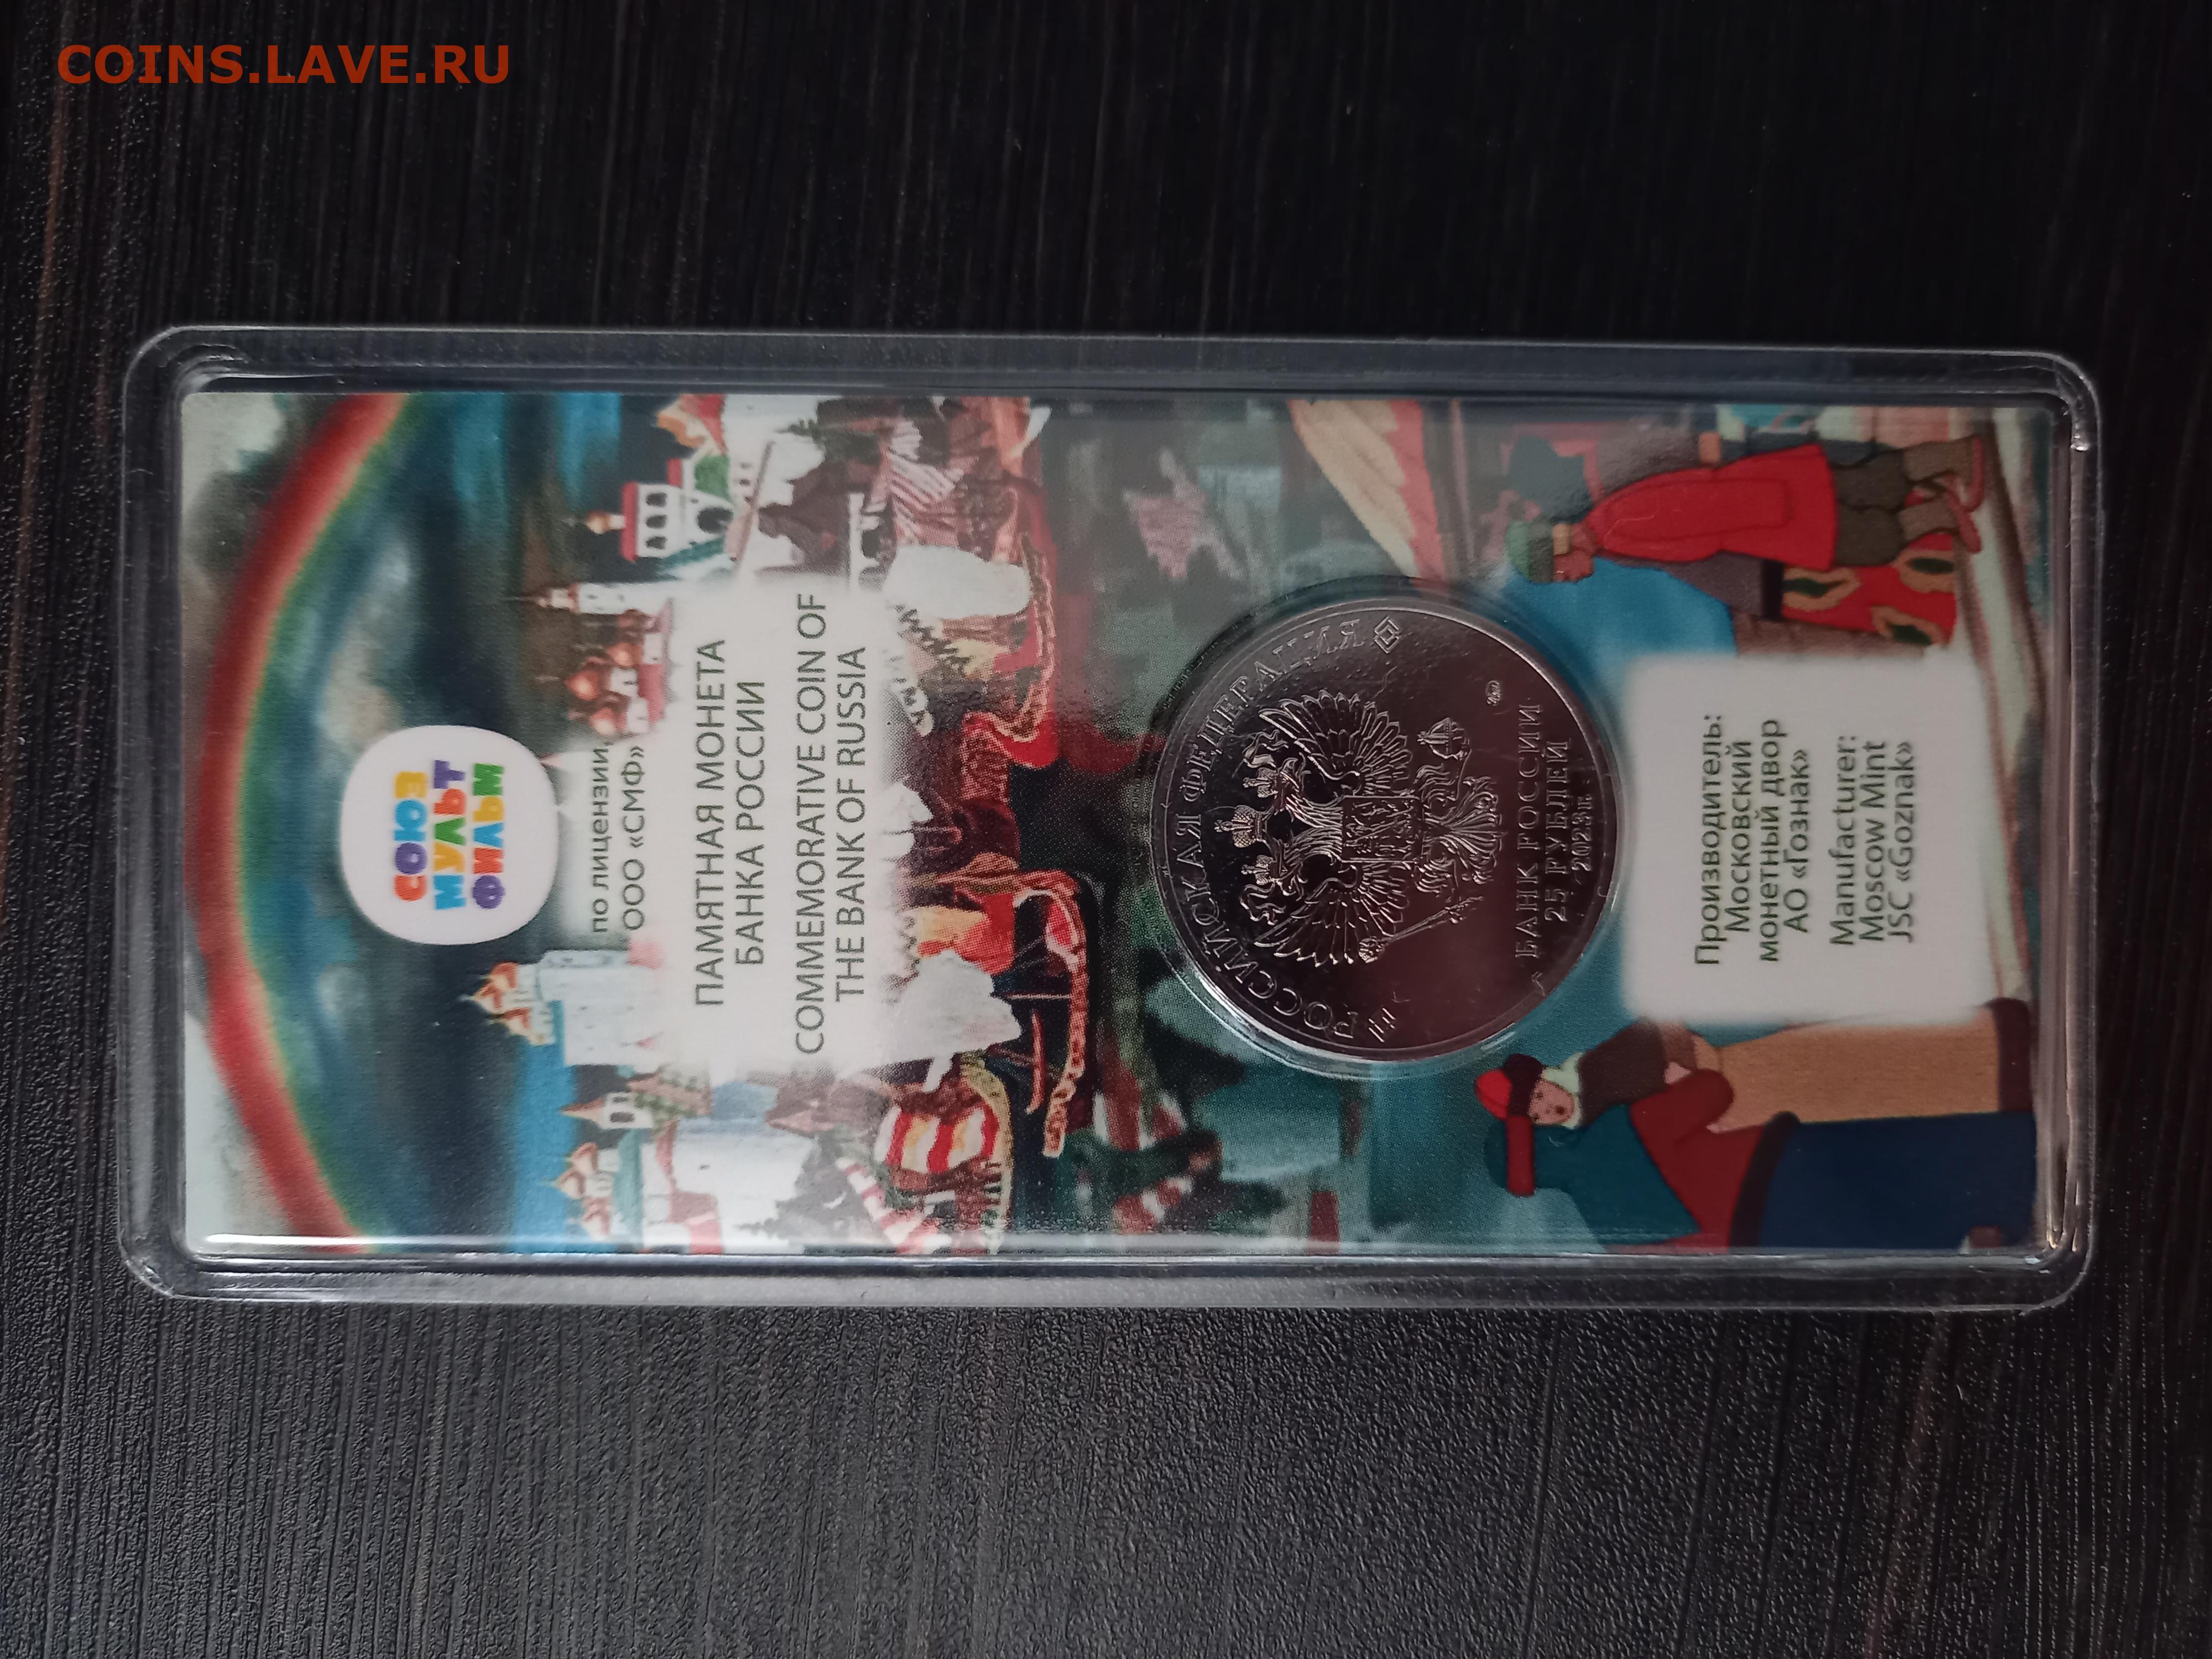 COINS.LAVE.RU
СОЮЗ
МУЛЬТ
ФИЛЬМ
ПО ЛИЦЕНЗИИ
ООО «СМФ»
ПАМЯТНАЯ МОНЕТА
БАНКА РОССИИ
COMMEMORATIVE COIN OF
THE BANK OF RUSSIA
РОССИЙСКАЯ ФЕДЕРАЦИЯ
БАНК РОССИИ
25 РУБЛЕЙ
2023 г.
Производитель:
Московский
монетный двор
АО «Гознак»
Manufacturer:
Moscow Mint
JSC «Goznak»